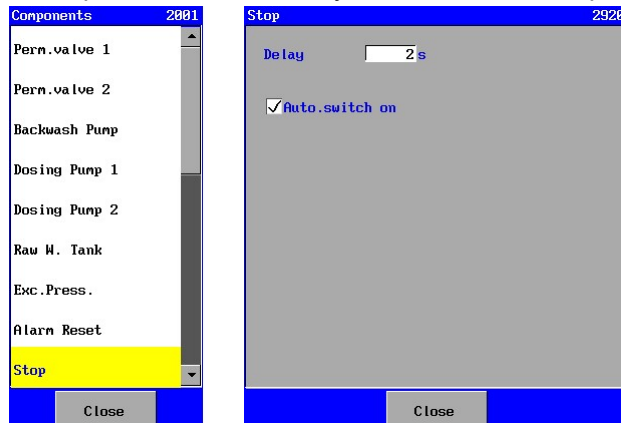 Components 2001
Perm.valve 1
Perm.valve 2
Backwash Pump
Dosing Pump 1
Dosing Pump 2
Raw W. Tank
Exc.Press.
Alarm Reset
Stop
Close
Stop 2920
Delay 2 s
Auto.switch on
Close